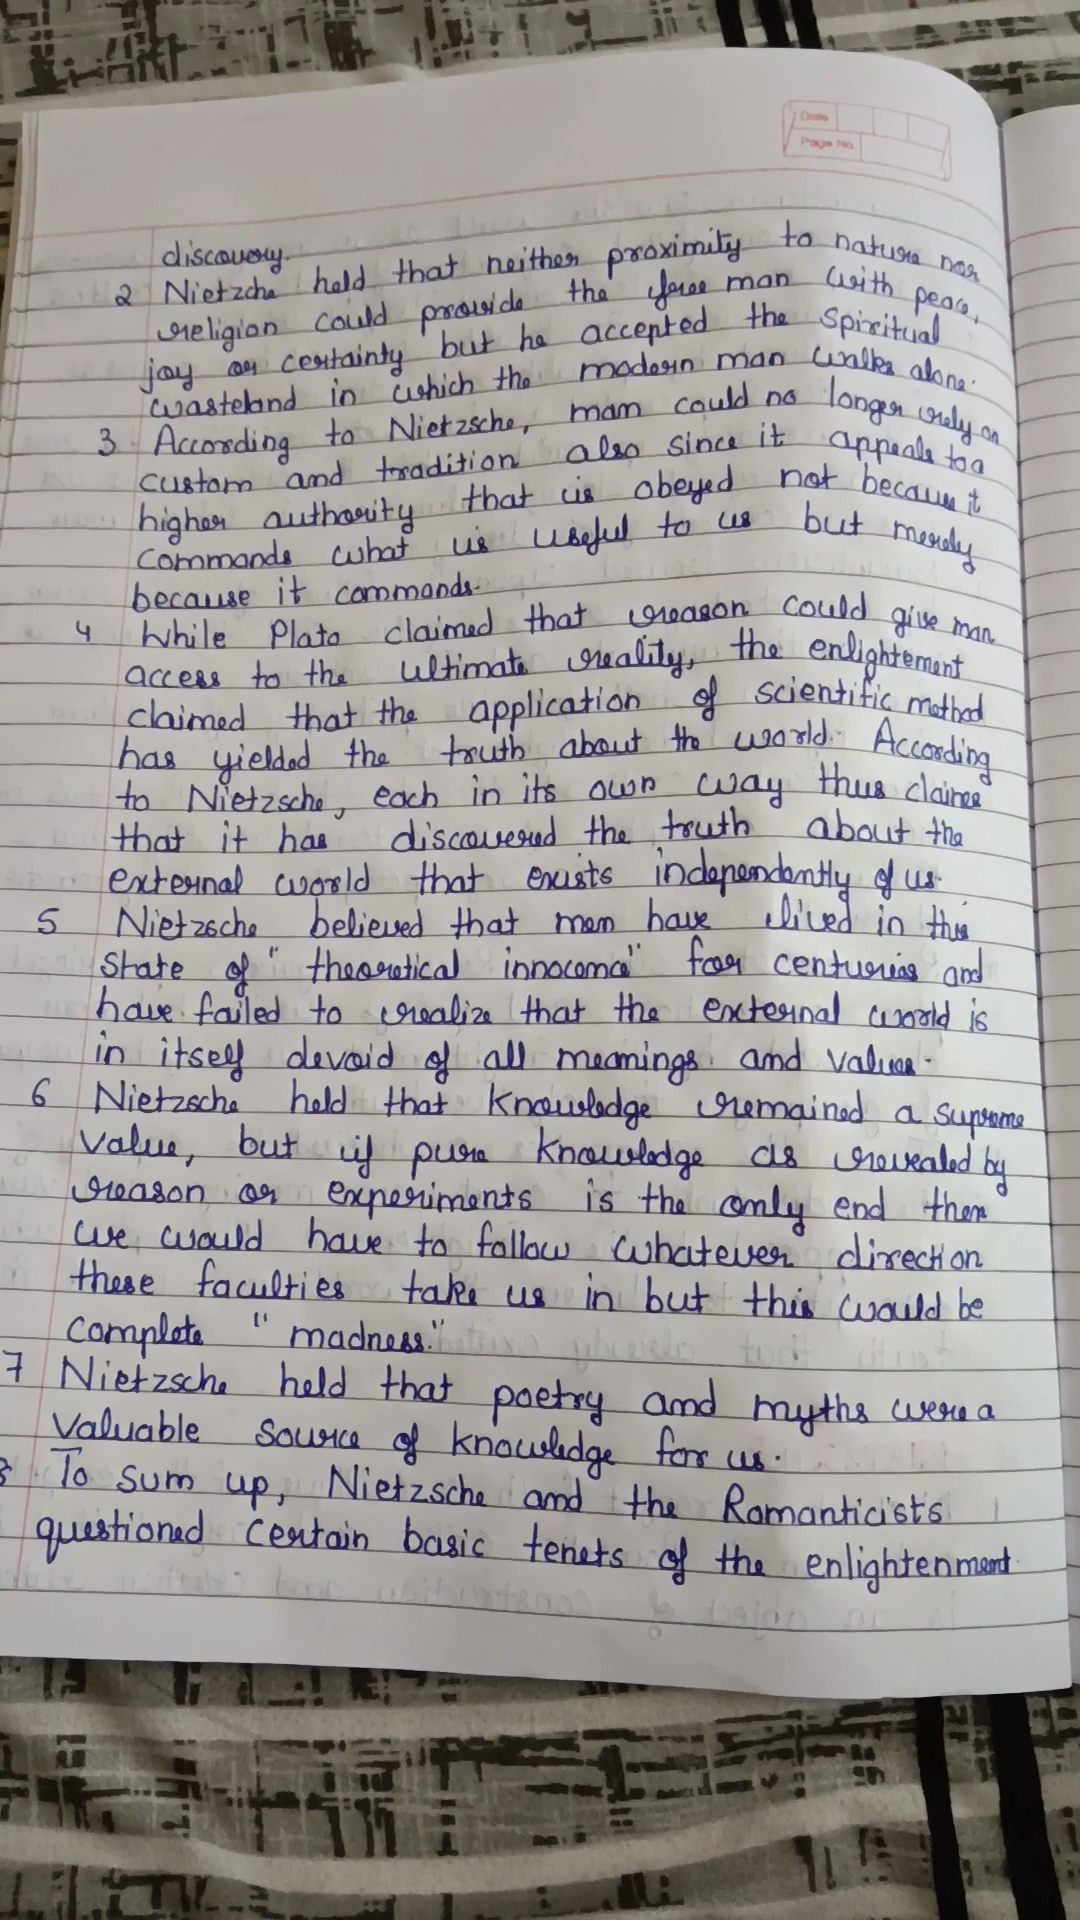 Date
Page No.
discovery.
2 Nietzche held that neither proximity to nature nor
religion could provide the free man with peace,
joy or certainty but he accepted the spiritual
wasteland in which the modern man walks alone.
3 According to Nietzsche, man could no longer rely on
custom and tradition also since it appeals to a
higher authority that is obeyed not because it
commands what is useful to us but merely
because it commands.
4 While Plato claimed that reason could give man
access to the ultimate reality, the enlightement
claimed that the application of scientific method
has yielded the truth about the world. According
to Nietzsche, each in its own way thus claims
that it has discovered the truth about the
external world that exists independently of us.
5 Nietzsche believed that men have lived in this
state of "theoretical innocence" for centuries and
have failed to realize that the external world is
in itself devoid of all meanings and values.
6 Nietzsche held that knowledge remained a supreme
value, but if pure knowledge as revealed by
reason or experiments is the only end then
we would have to follow whatever direction
these faculties take us in but this would be
complete "madness."
7 Nietzsche held that poetry and myths were a
valuable source of knowledge for us.
8 To sum up, Nietzsche and the Romanticists
questioned certain basic tenets of the enlightenment